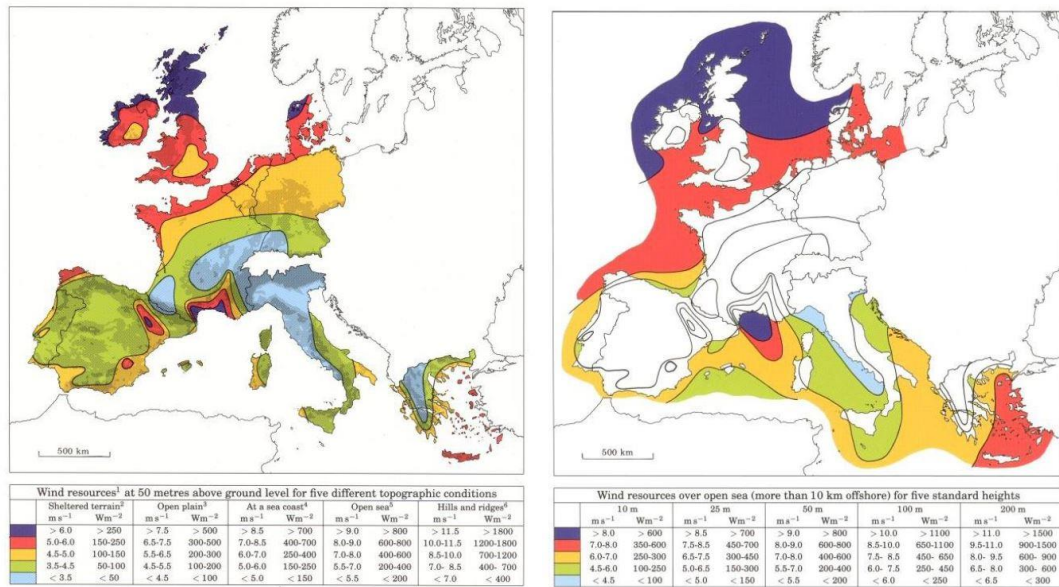 500 km
Wind resources¹ at 50 metres above ground level for five different topographic conditions
Sheltered terrain² Open plain³ At a sea coast⁴ Open sea⁵ Hills and ridges⁶
m s⁻¹ Wm⁻² m s⁻¹ Wm⁻² m s⁻¹ Wm⁻² m s⁻¹ Wm⁻² m s⁻¹ Wm⁻²
> 6.0 > 250 > 7.5 > 500 > 8.5 > 700 > 9.0 > 800 > 11.5 > 1800
5.0-6.0 150-250 6.5-7.5 300-500 7.0-8.5 400-700 8.0-9.0 600-800 10.0-11.5 1200-1800
4.5-5.0 100-150 5.5-6.5 200-300 6.0-7.0 250-400 7.0-8.0 400-600 8.5-10.0 700-1200
3.5-4.5 50-100 4.5-5.5 100-200 5.0-6.0 150-250 5.5-7.0 200-400 7.0- 8.5 400- 700
< 3.5 < 50 < 4.5 < 100 < 5.0 < 150 < 5.5 < 200 < 7.0 < 400
500 km
Wind resources over open sea (more than 10 km offshore) for five standard heights
10 m 25 m 50 m 100 m 200 m
m s⁻¹ Wm⁻² m s⁻¹ Wm⁻² m s⁻¹ Wm⁻² m s⁻¹ Wm⁻² m s⁻¹ Wm⁻²
> 8.0 > 600 > 8.5 > 700 > 9.0 > 800 > 10.0 > 1100 > 11.0 > 1500
7.0-8.0 350-600 7.5-8.5 450-700 8.0-9.0 600-800 8.5-10.0 650-1100 9.5-11.0 900-1500
6.0-7.0 250-300 6.5-7.5 300-450 7.0-8.0 400-600 7.5- 8.5 450- 650 8.0- 9.5 600- 900
4.5-6.0 100-250 5.0-6.5 150-300 5.5-7.0 200-400 6.0- 7.5 250- 450 6.5- 8.0 300- 600
< 4.5 < 100 < 5.0 < 150 < 5.5 < 200 < 6.0 < 250 < 6.5 < 300